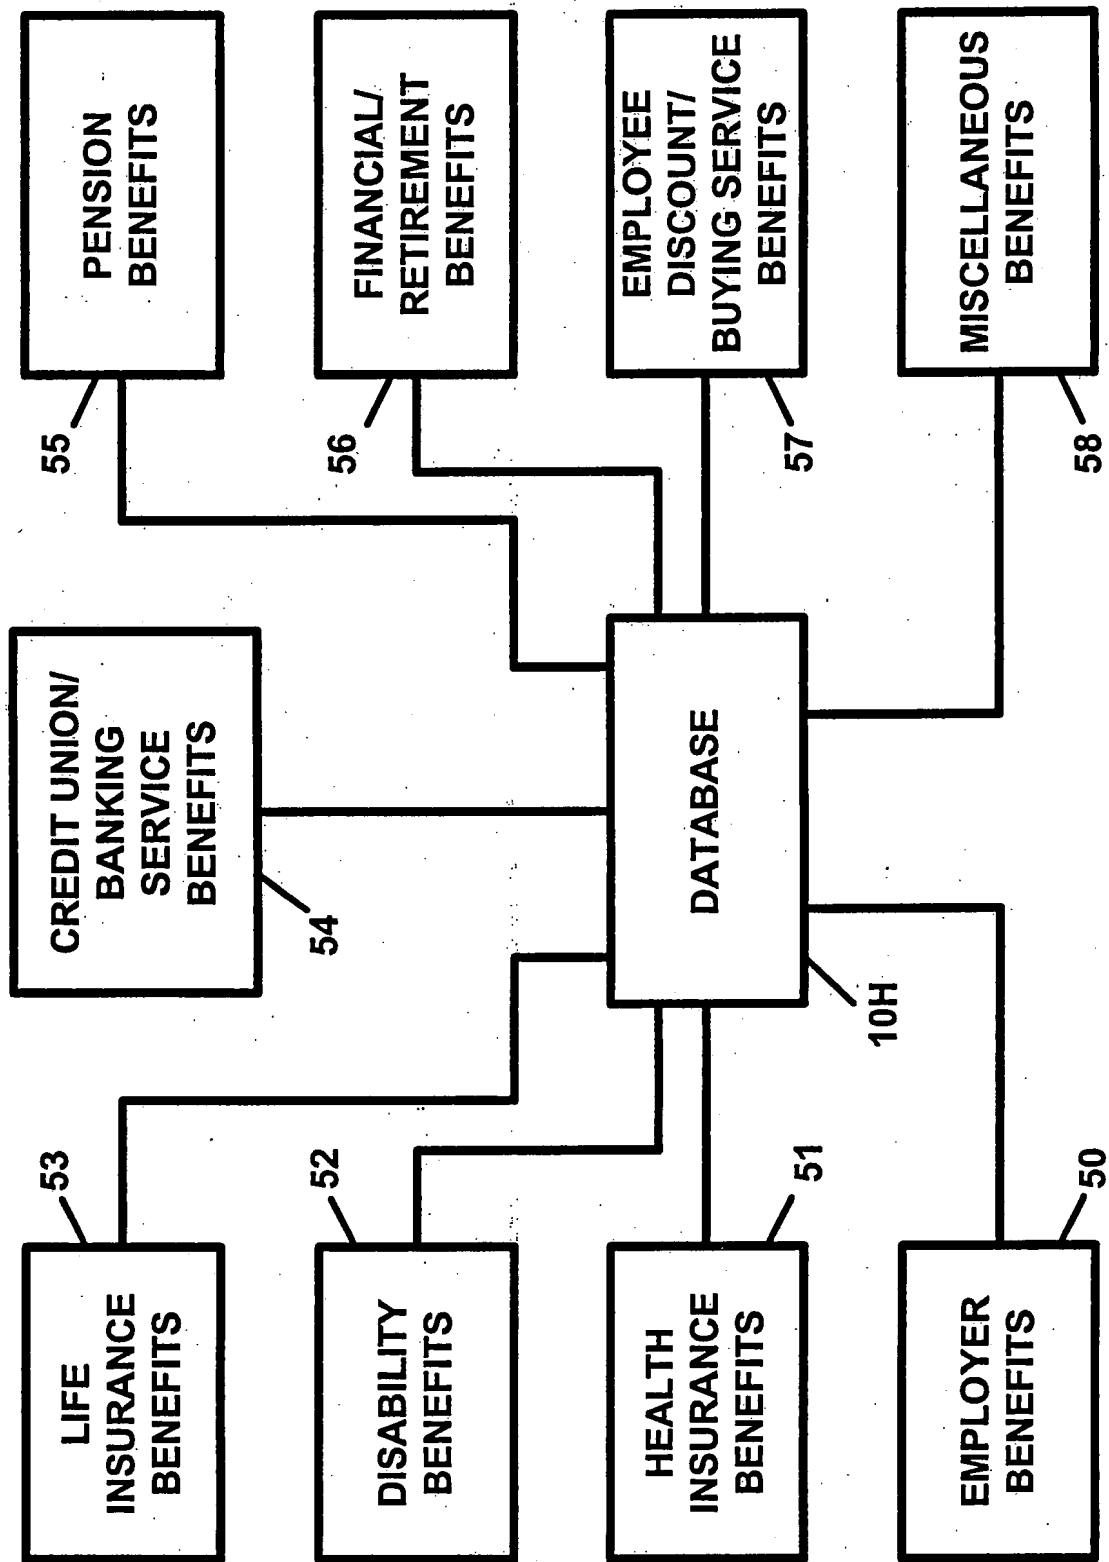 LIFE
INSURANCE
BENEFITS
53
DISABILITY
BENEFITS
52
HEALTH
INSURANCE
BENEFITS
51
EMPLOYER
BENEFITS
50
CREDIT UNION/
BANKING
SERVICE
BENEFITS
54
DATABASE
10H
PENSION
BENEFITS
55
FINANCIAL/
RETIREMENT
BENEFITS
56
EMPLOYEE
DISCOUNT/
BUYING SERVICE
BENEFITS
57
MISCELLANEOUS
BENEFITS
58